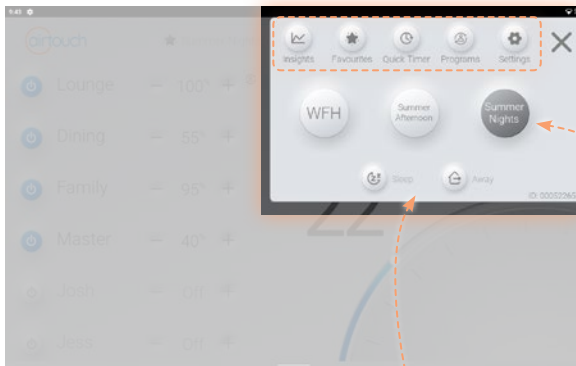 9:41
airtouch
Insights Favourites Quick Timer Programs Settings
Lounge 100°
Dining 55°
Family 95°
Master 40°
Josh Off
Jess Off
WFH
Summer Afternoon
Summer Nights
Sleep Away
22